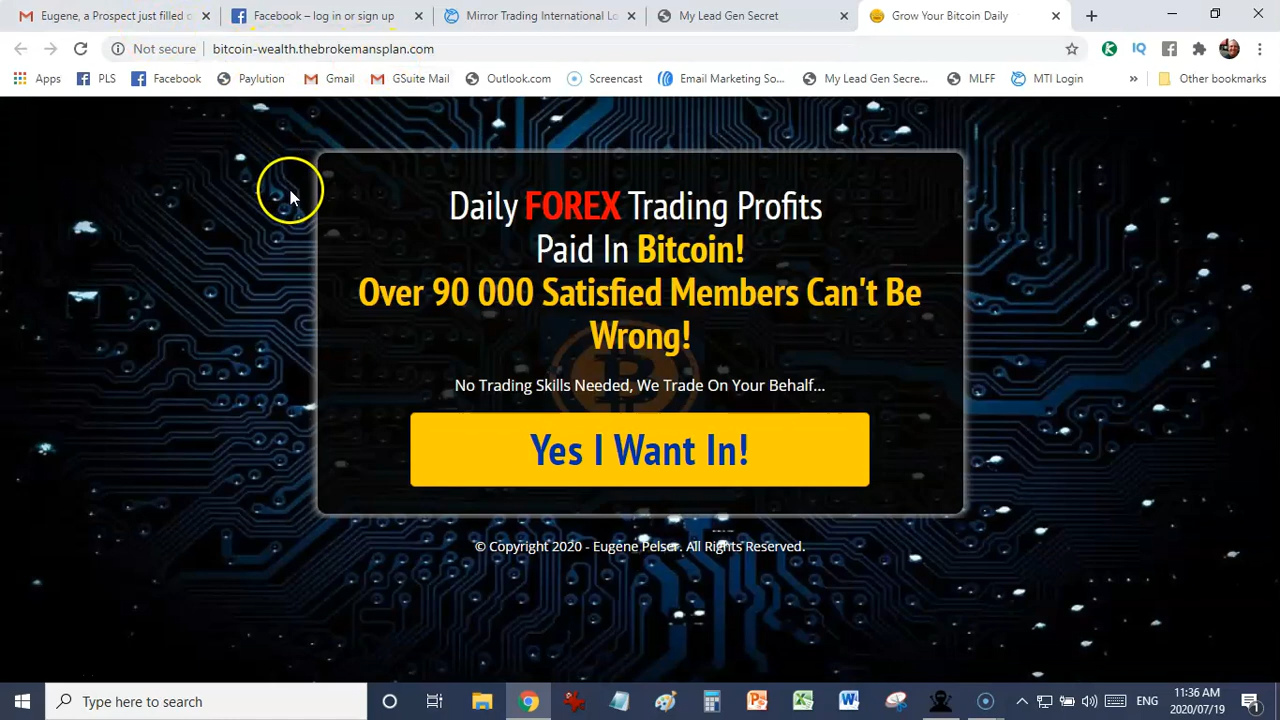 Eugene, a Prospect just filled o
Facebook – log in or sign up
Mirror Trading International Lo
My Lead Gen Secret
Grow Your Bitcoin Daily
Not secure
bitcoin-wealth.thebrokemansplan.com
IQ
Apps
PLS
Facebook
Paylution
Gmail
GSuite Mail
Outlook.com
Screencast
Email Marketing So...
My Lead Gen Secre...
MLFF
MTI Login
»
Other bookmarks
Daily FOREX Trading Profits
Paid In Bitcoin!
Over 90 000 Satisfied Members Can't Be
Wrong!
No Trading Skills Needed, We Trade On Your Behalf...
Yes I Want In!
© Copyright 2020 - Eugene Pelser. All Rights Reserved.
Type here to search
ENG
11:36 AM
2020/07/19
1